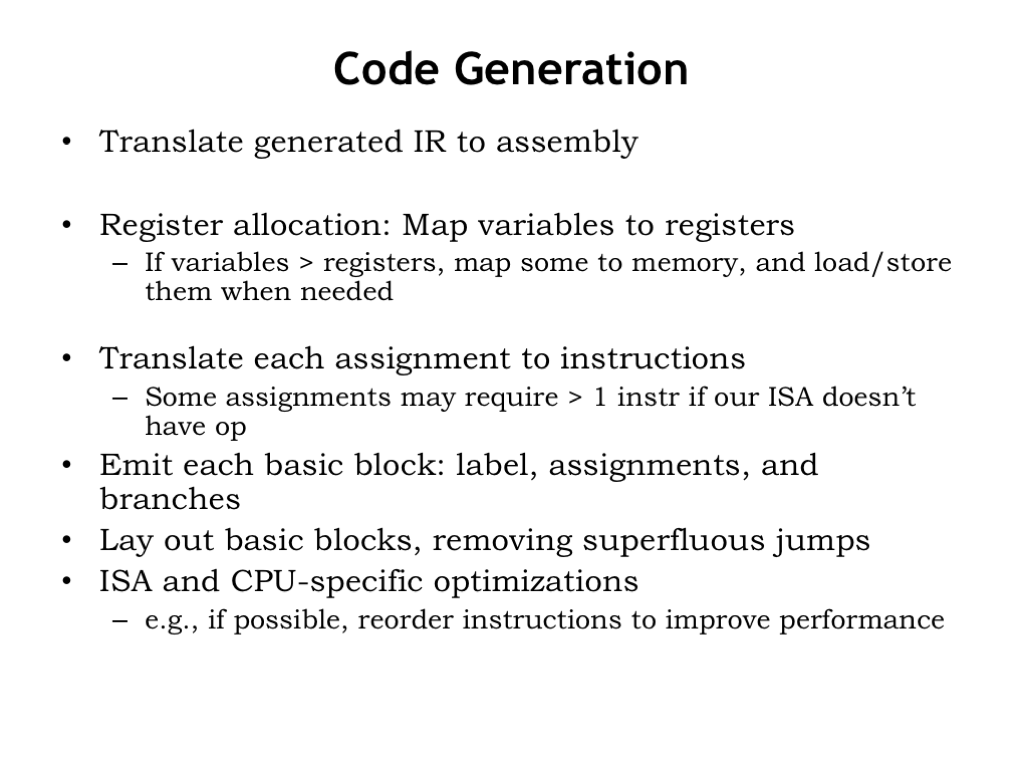 Code Generation
• Translate generated IR to assembly
• Register allocation: Map variables to registers
– If variables > registers, map some to memory, and load/store
them when needed
• Translate each assignment to instructions
– Some assignments may require > 1 instr if our ISA doesn’t
have op
• Emit each basic block: label, assignments, and
branches
• Lay out basic blocks, removing superfluous jumps
• ISA and CPU-specific optimizations
– e.g., if possible, reorder instructions to improve performance